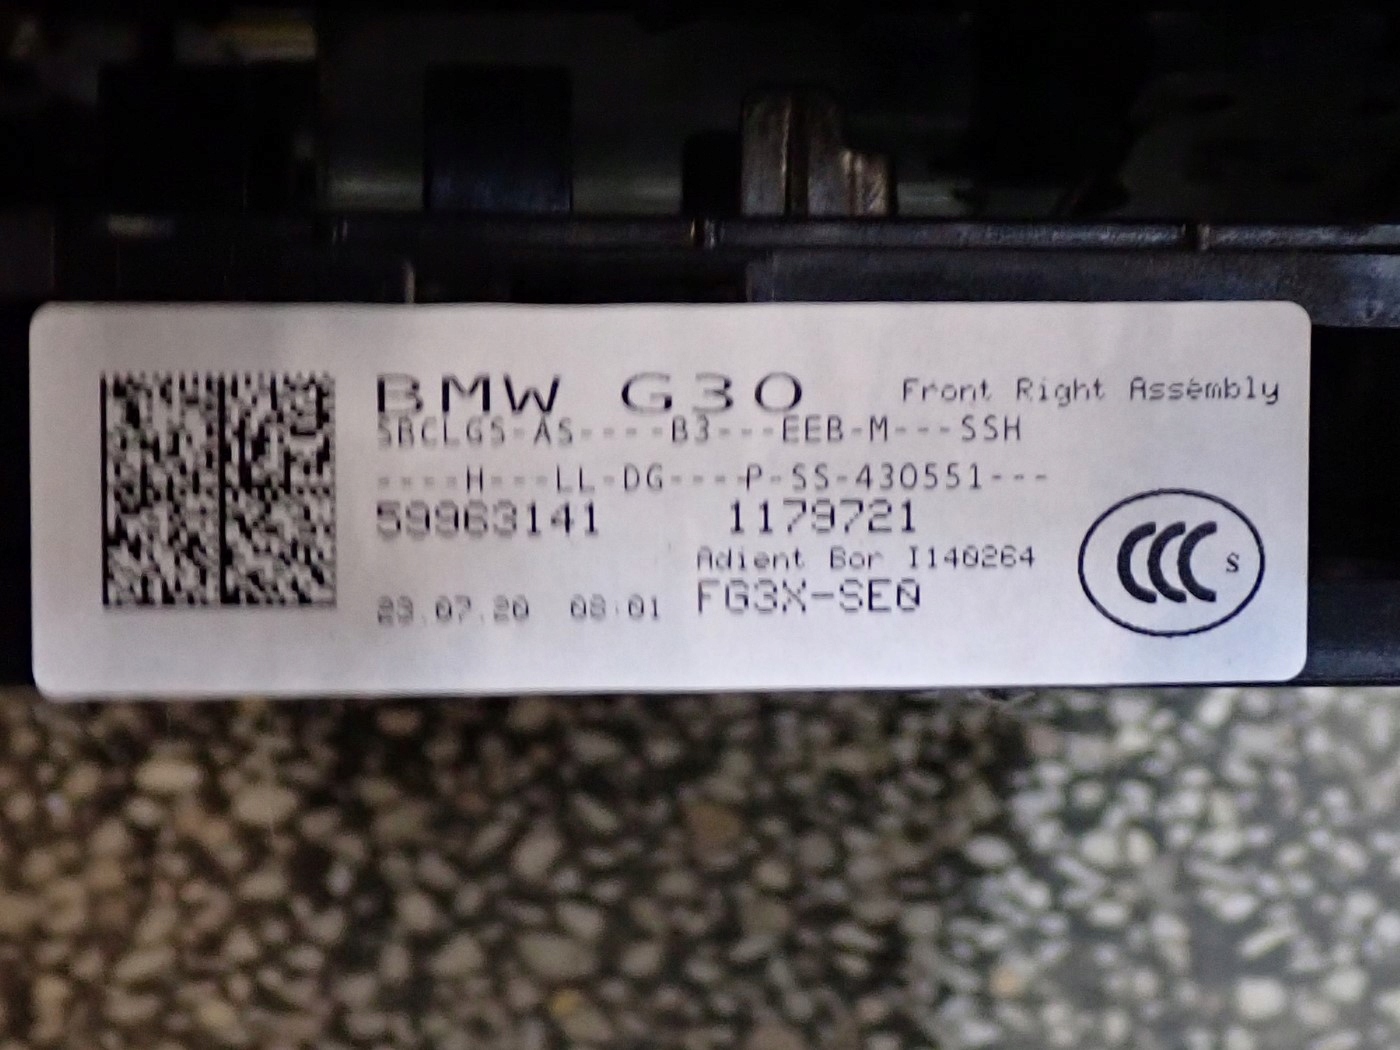 BMW G30 Front Right Assembly
SBCLGS-AS----B3---EEB-M---SSH
----H---LL-DG----P-SS-430551---
59963141 1179721
Adient Bor I140264
23.07.20 08:01 FG3X-SE0
CCC S